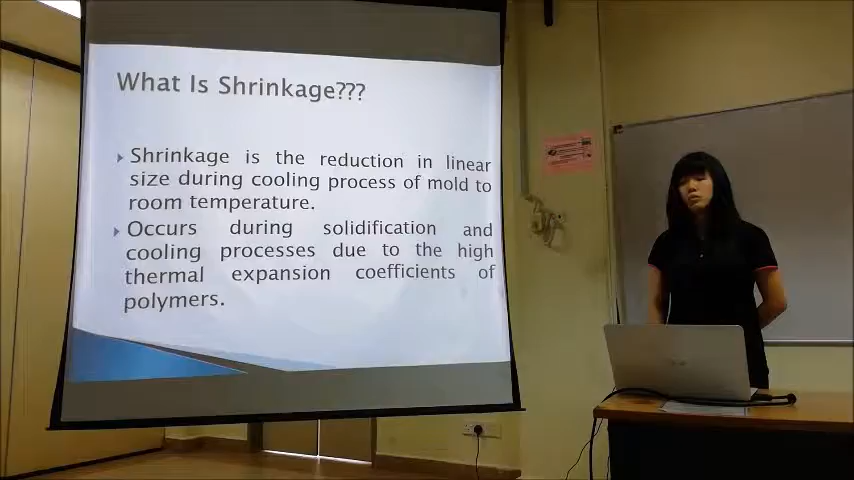 What Is Shrinkage???
Shrinkage is the reduction in linear
size during cooling process of mold to
room temperature.
Occurs during solidification and
cooling processes due to the high
thermal expansion coefficients of
polymers.